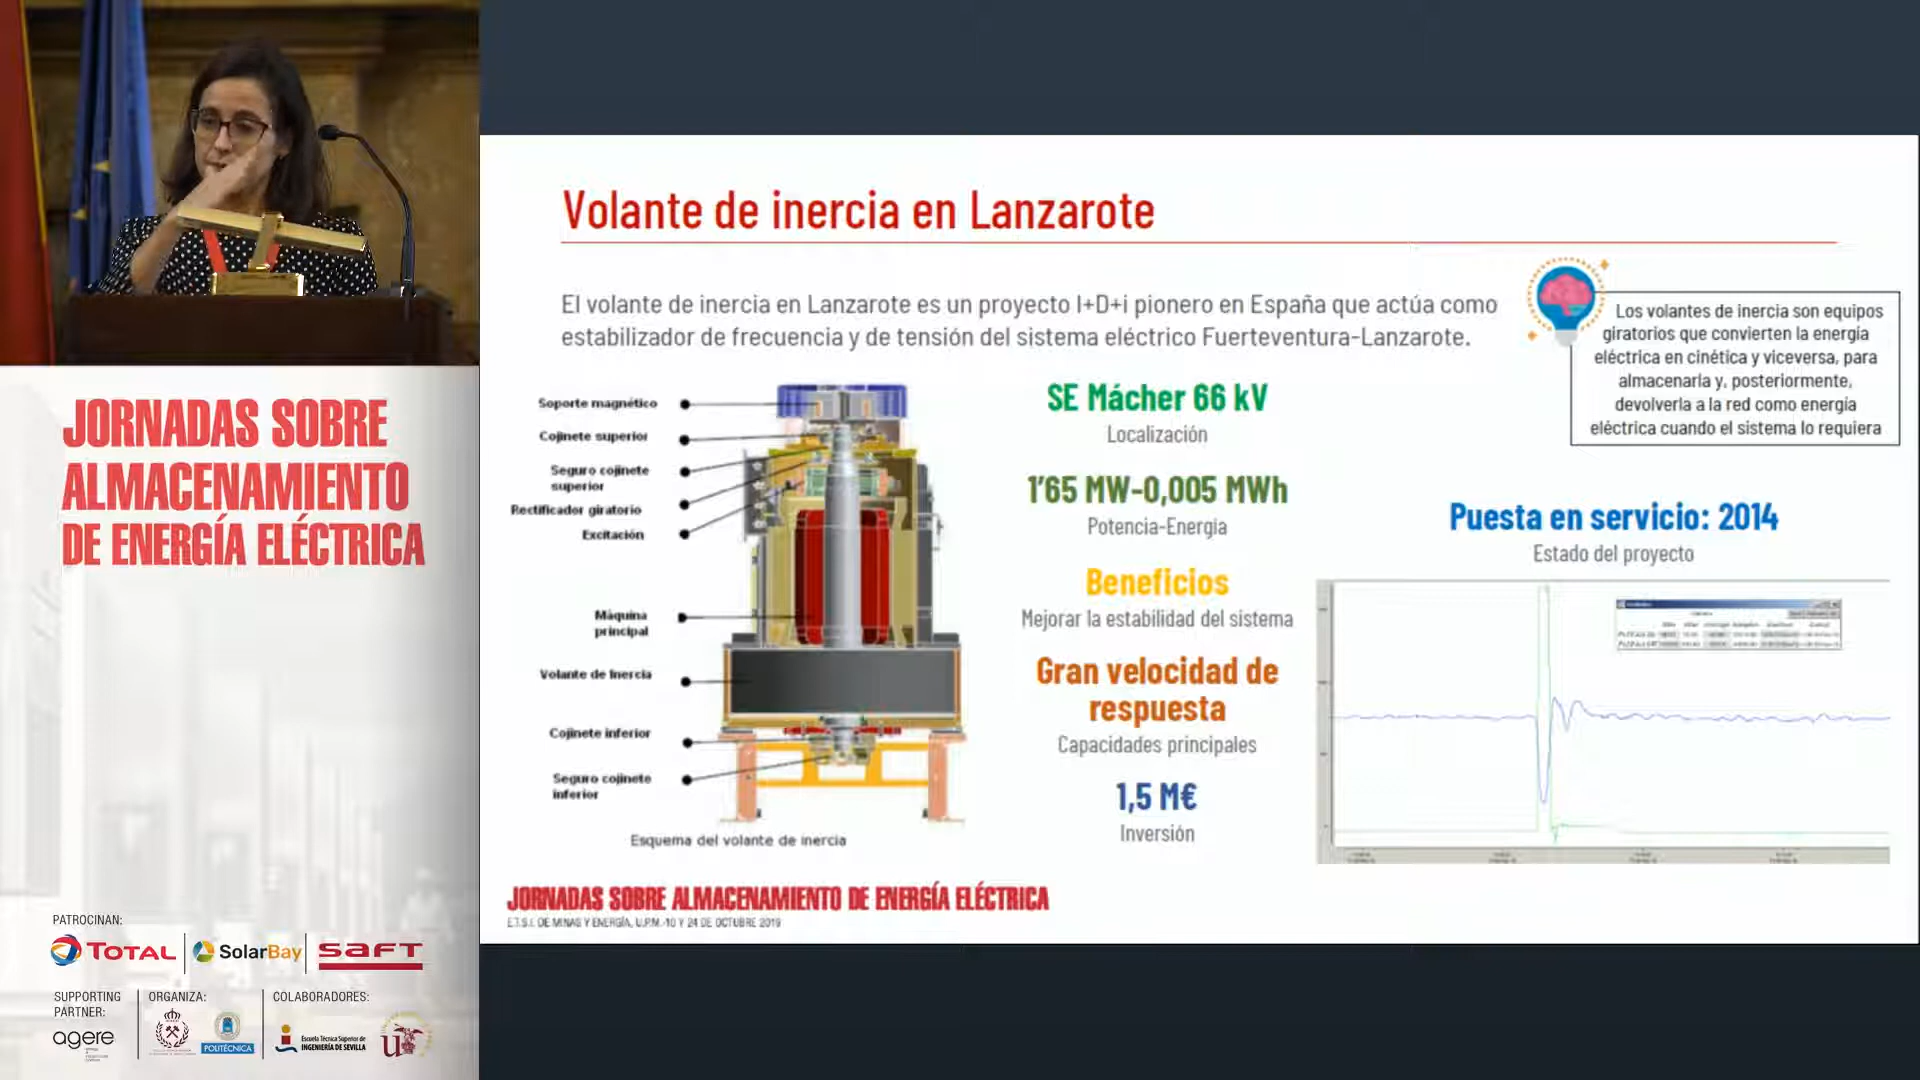 JORNADAS SOBRE
ALMACENAMIENTO
DE ENERGÍA ELÉCTRICA
PATROCINAN:
TOTAL
SolarBay
SAFT
SUPPORTING
PARTNER:
agere
ORGANIZA:
POLITÉCNICA
COLABORADORES:
Escuela Técnica Superior de
INGENIERÍA DE SEVILLA
Volante de inercia en Lanzarote
El volante de inercia en Lanzarote es un proyecto I+D+i pionero en España que actúa como
estabilizador de frecuencia y de tensión del sistema eléctrico Fuerteventura-Lanzarote.
Los volantes de inercia son equipos
giratorios que convierten la energía
eléctrica en cinética y viceversa, para
almacenarla y, posteriormente,
devolverla a la red como energía
eléctrica cuando el sistema lo requiera
Soporte magnético
Cojinete superior
Seguro cojinete
superior
Rectificador giratorio
Excitación
Máquina
principal
Volante de Inercia
Cojinete inferior
Seguro cojinete
inferior
Esquema del volante de inercia
SE Mácher 66 kV
Localización
1'65 MW-0,005 MWh
Potencia-Energía
Beneficios
Mejorar la estabilidad del sistema
Gran velocidad de
respuesta
Capacidades principales
1,5 M€
Inversión
Puesta en servicio: 2014
Estado del proyecto
JORNADAS SOBRE ALMACENAMIENTO DE ENERGÍA ELÉCTRICA
E.T.S.I. DE MINAS Y ENERGÍA, U.P.M.-10 Y 24 DE OCTUBRE 2019